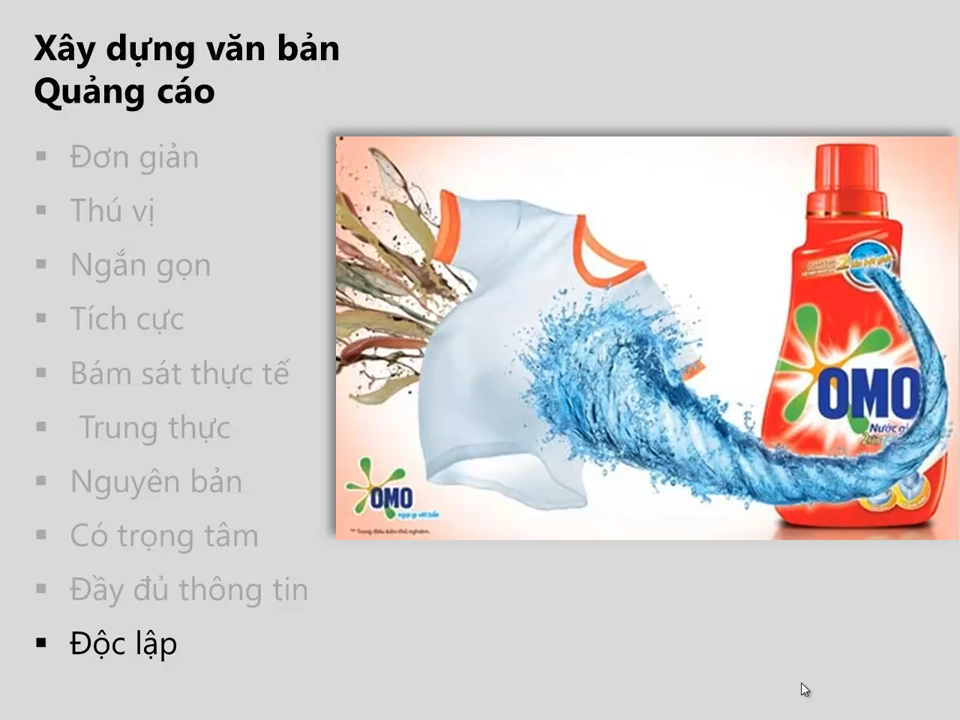 Xây dựng văn bản
Quảng cáo
▪ Đơn giản
▪ Thú vị
▪ Ngắn gọn
▪ Tích cực
▪ Bám sát thực tế
▪ Trung thực
▪ Nguyên bản
▪ Có trọng tâm
▪ Đầy đủ thông tin
▪ Độc lập
OMO
Nước
OMO